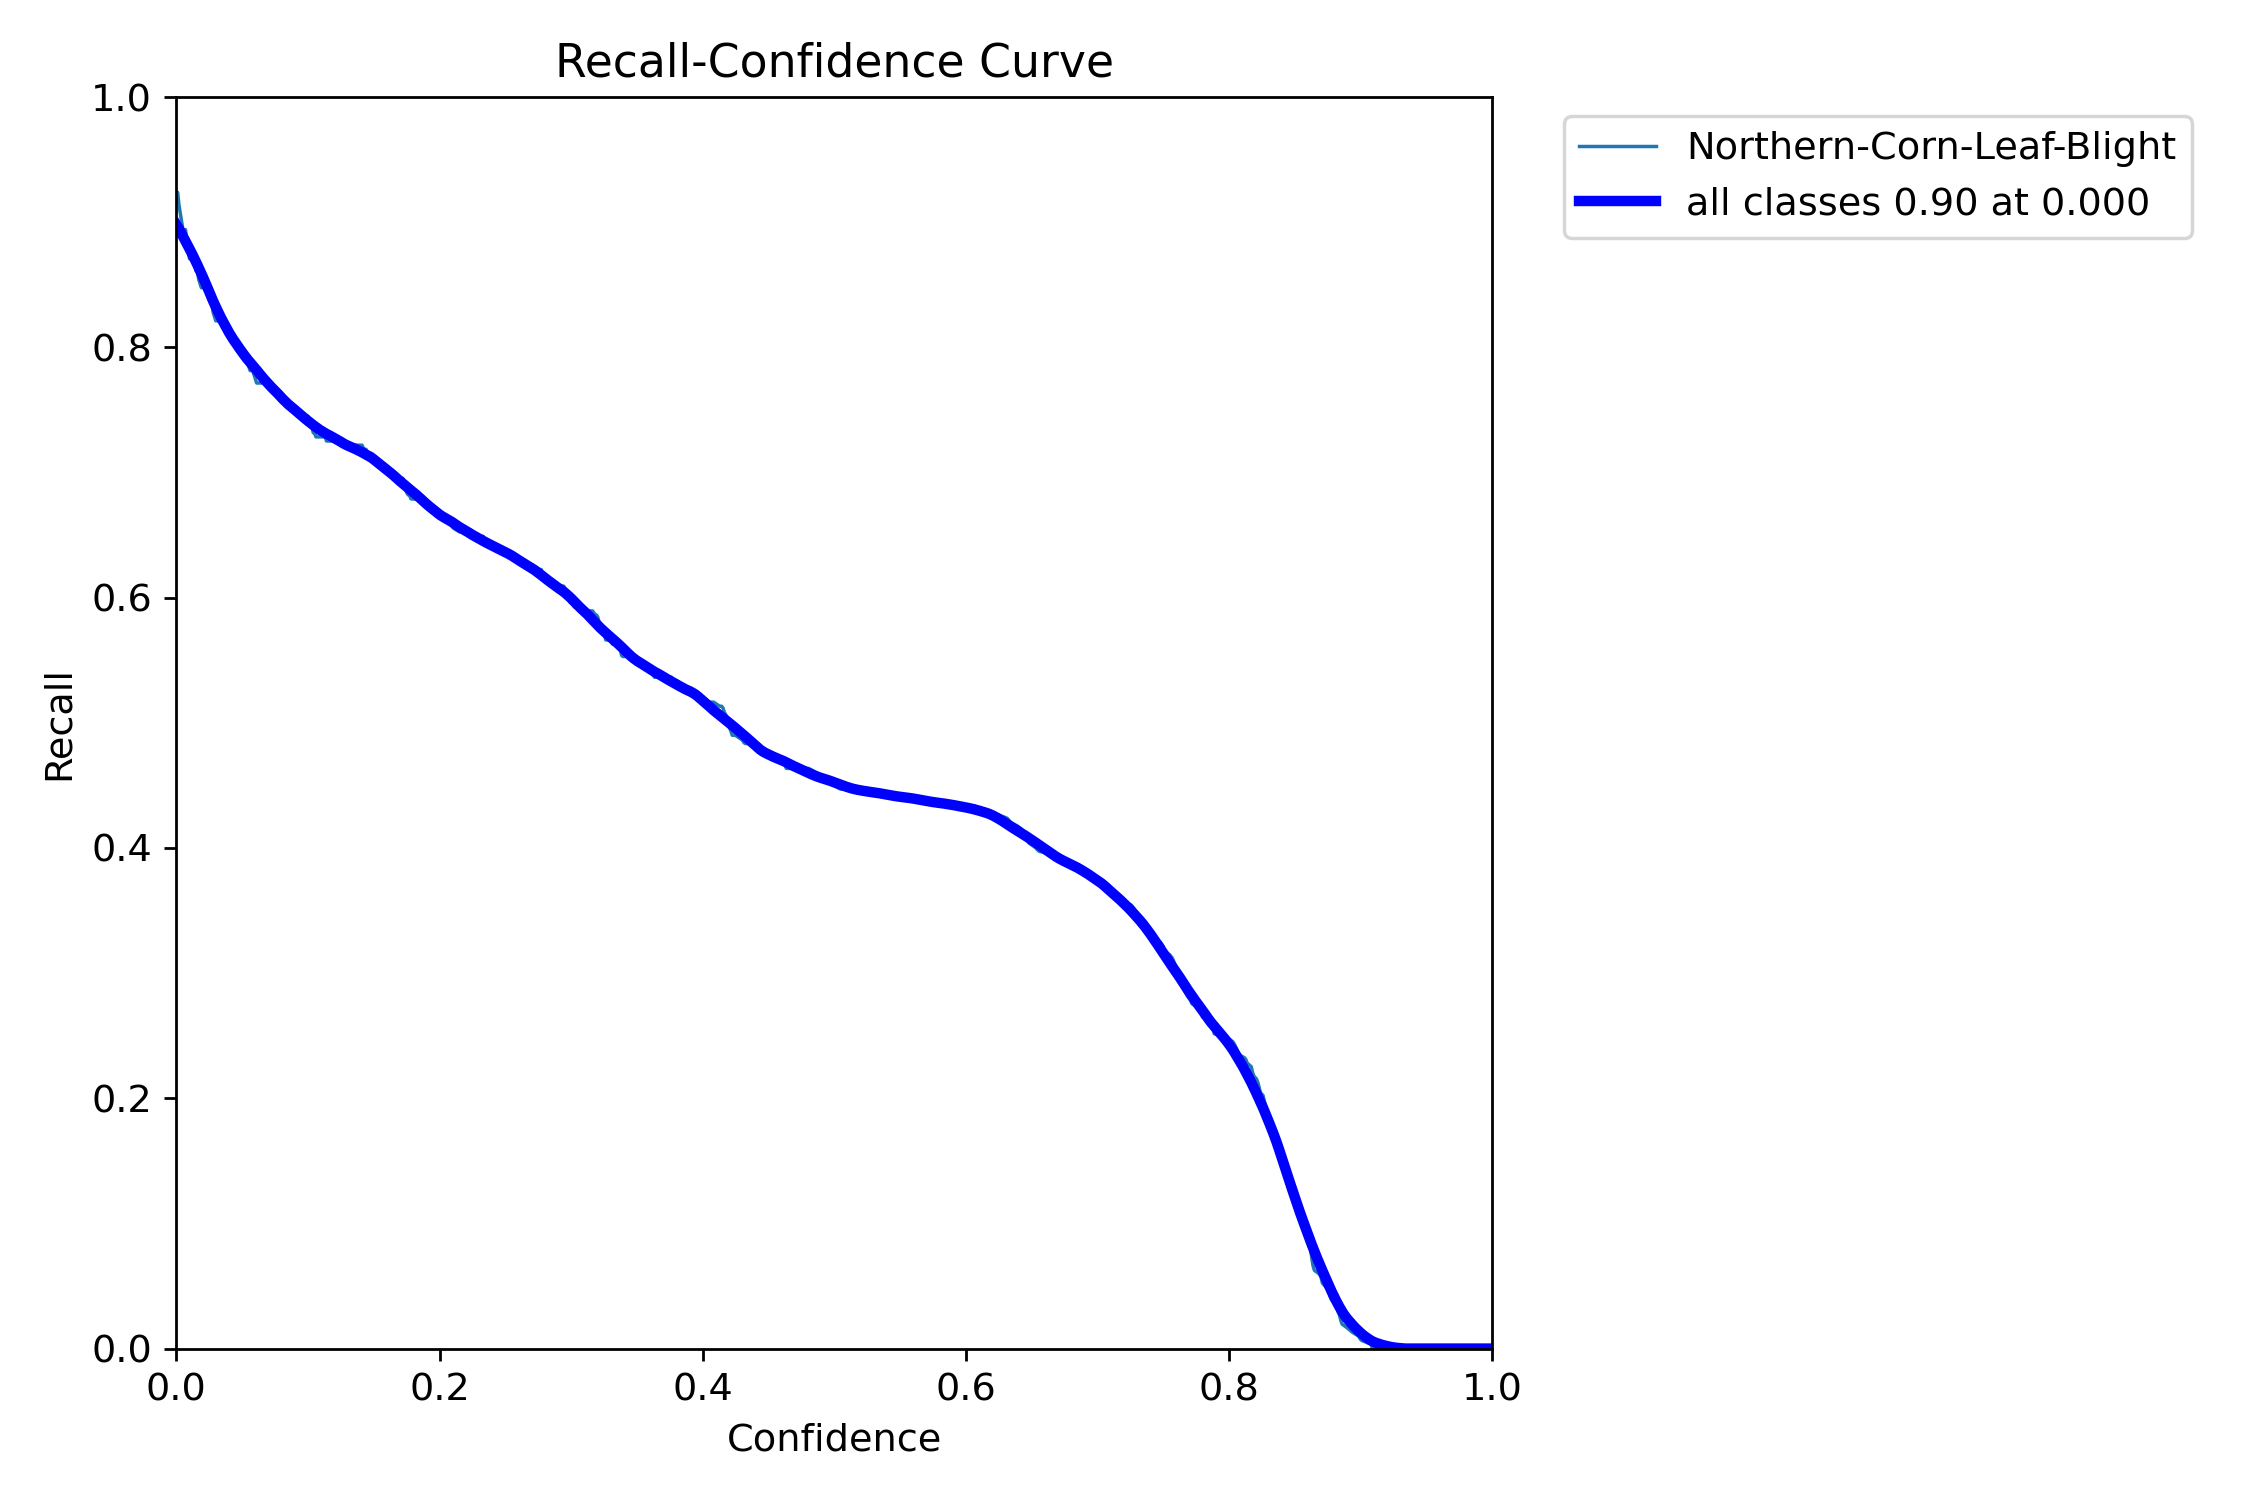 Recall-Confidence Curve
1.0
0.8
0.6
0.4
0.2
0.0
Recall
0.0 0.2 0.4 0.6 0.8 1.0
Confidence
Northern-Corn-Leaf-Blight
all classes 0.90 at 0.000